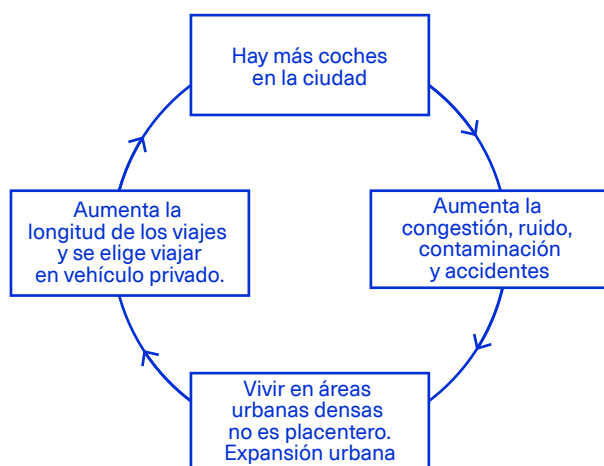 Hay más coches
en la ciudad
Aumenta la
congestión, ruido,
contaminación
y accidentes
Vivir en áreas
urbanas densas
no es placentero.
Expansión urbana
Aumenta la
longitud de los viajes
y se elige viajar
en vehículo privado.